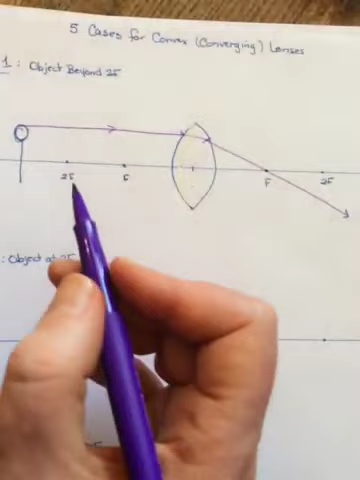 5 Cases for Convex (Converging) Lenses
1: Object Beyond 2F
2F F F 2F
: Object at 2F